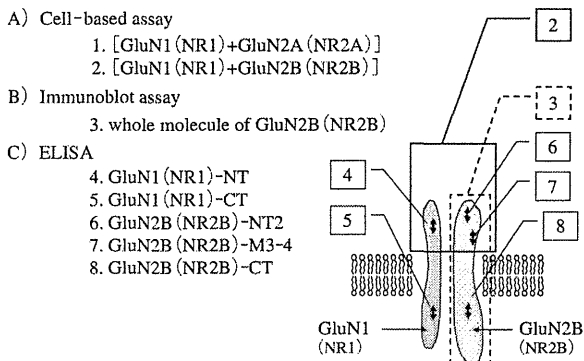 A) Cell-based assay
1. [GluN1(NR1)+GluN2A(NR2A)]
2. [GluN1(NR1)+GluN2B(NR2B)]
B) Immunoblot assay
3. whole molecule of GluN2B(NR2B)
C) ELISA
4. GluN1(NR1)-NT
5. GluN1(NR1)-CT
6. GluN2B(NR2B)-NT2
7. GluN2B(NR2B)-M3-4
8. GluN2B(NR2B)-CT
2
3
6
4
7
5
8
GluN1
(NR1)
GluN2B
(NR2B)